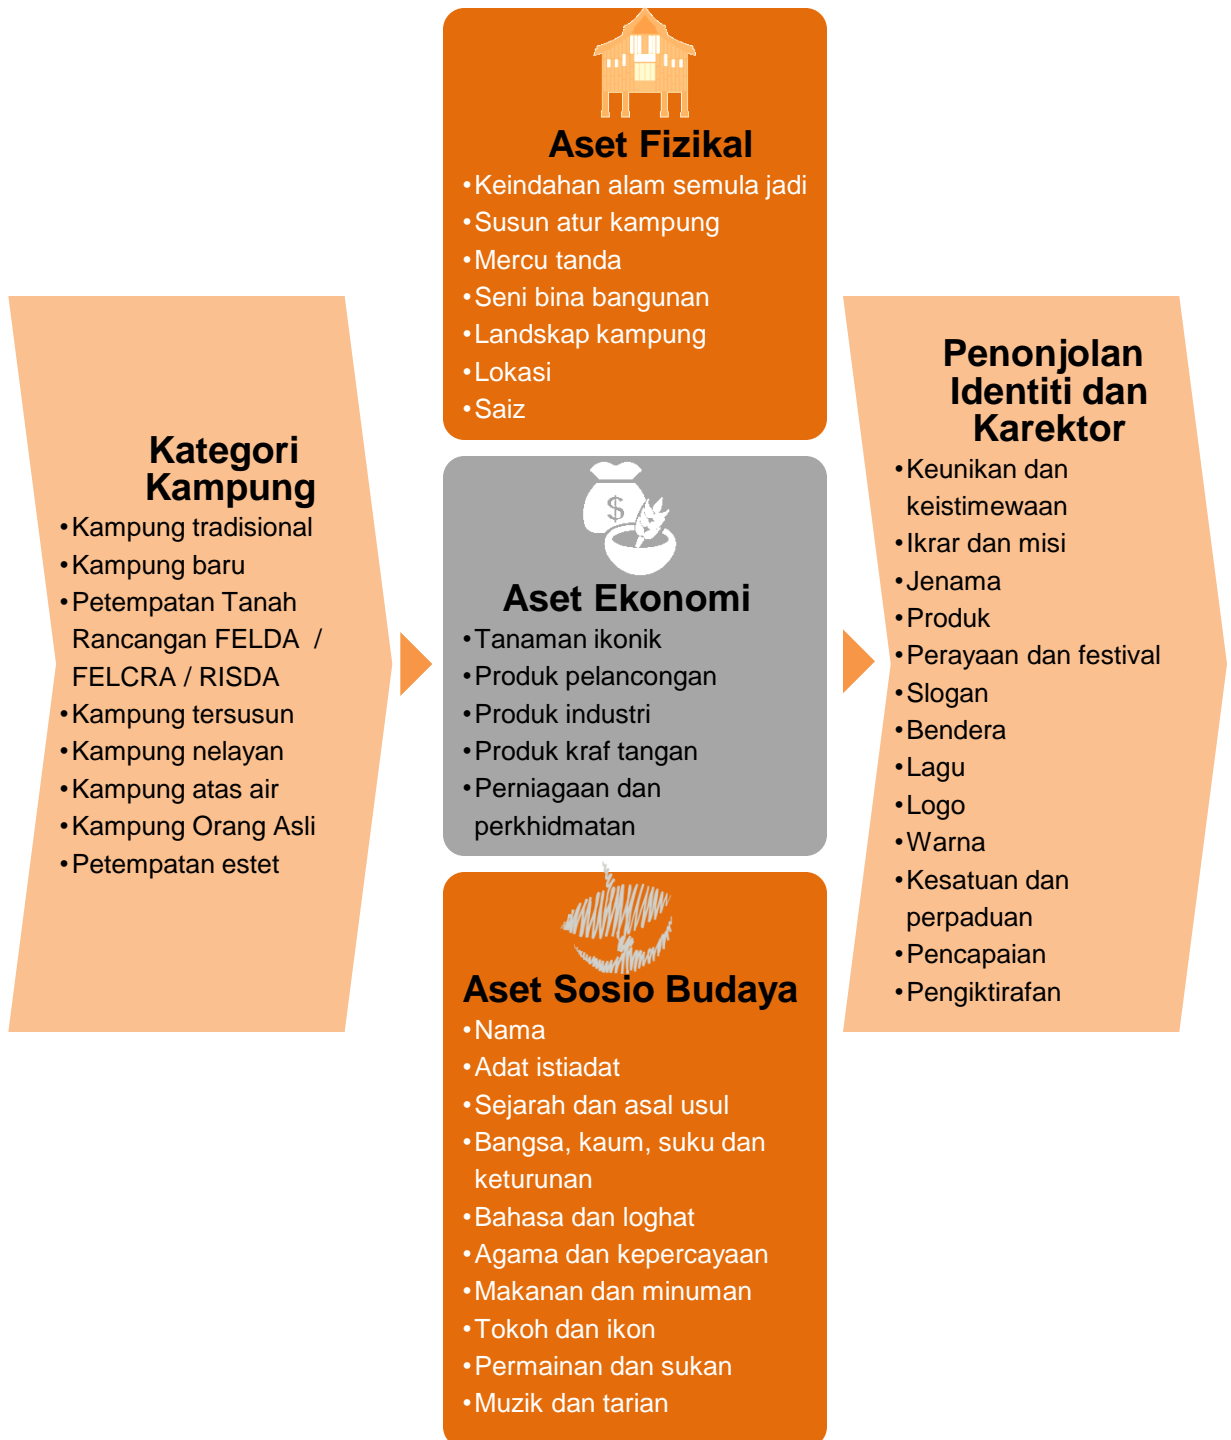 Kategori
Kampung
•Kampung tradisional
•Kampung baru
•Petempatan Tanah
Rancangan FELDA /
FELCRA / RISDA
•Kampung tersusun
•Kampung nelayan
•Kampung atas air
•Kampung Orang Asli
•Petempatan estet
Aset Fizikal
•Keindahan alam semula jadi
•Susun atur kampung
•Mercu tanda
•Seni bina bangunan
•Landskap kampung
•Lokasi
•Saiz
$
Aset Ekonomi
•Tanaman ikonik
•Produk pelancongan
•Produk industri
•Produk kraf tangan
•Perniagaan dan
perkhidmatan
Aset Sosio Budaya
•Nama
•Adat istiadat
•Sejarah dan asal usul
•Bangsa, kaum, suku dan
keturunan
•Bahasa dan loghat
•Agama dan kepercayaan
•Makanan dan minuman
•Tokoh dan ikon
•Permainan dan sukan
•Muzik dan tarian
Penonjolan
Identiti dan
Karektor
•Keunikan dan
keistimewaan
•Ikrar dan misi
•Jenama
•Produk
•Perayaan dan festival
•Slogan
•Bendera
•Lagu
•Logo
•Warna
•Kesatuan dan
perpaduan
•Pencapaian
•Pengiktirafan